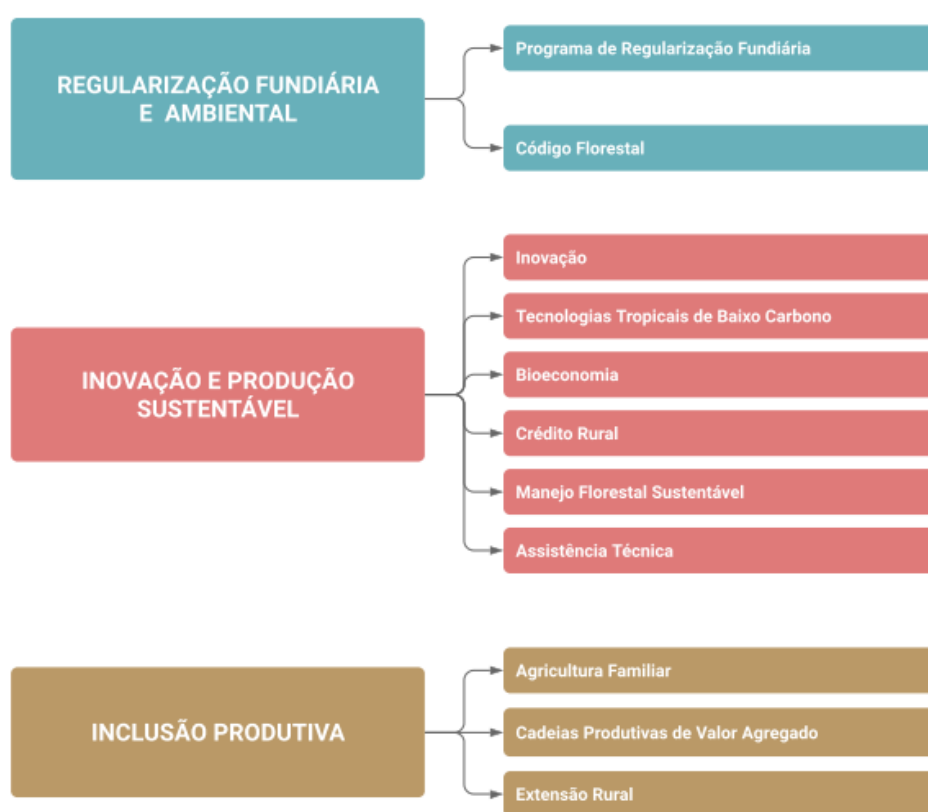 REGULARIZAÇÃO FUNDIÁRIA
E AMBIENTAL
Programa de Regularização Fundiária
Código Florestal
INOVAÇÃO E PRODUÇÃO
SUSTENTÁVEL
Inovação
Tecnologias Tropicais de Baixo Carbono
Bioeconomia
Crédito Rural
Manejo Florestal Sustentável
Assistência Técnica
INCLUSÃO PRODUTIVA
Agricultura Familiar
Cadeias Produtivas de Valor Agregado
Extensão Rural